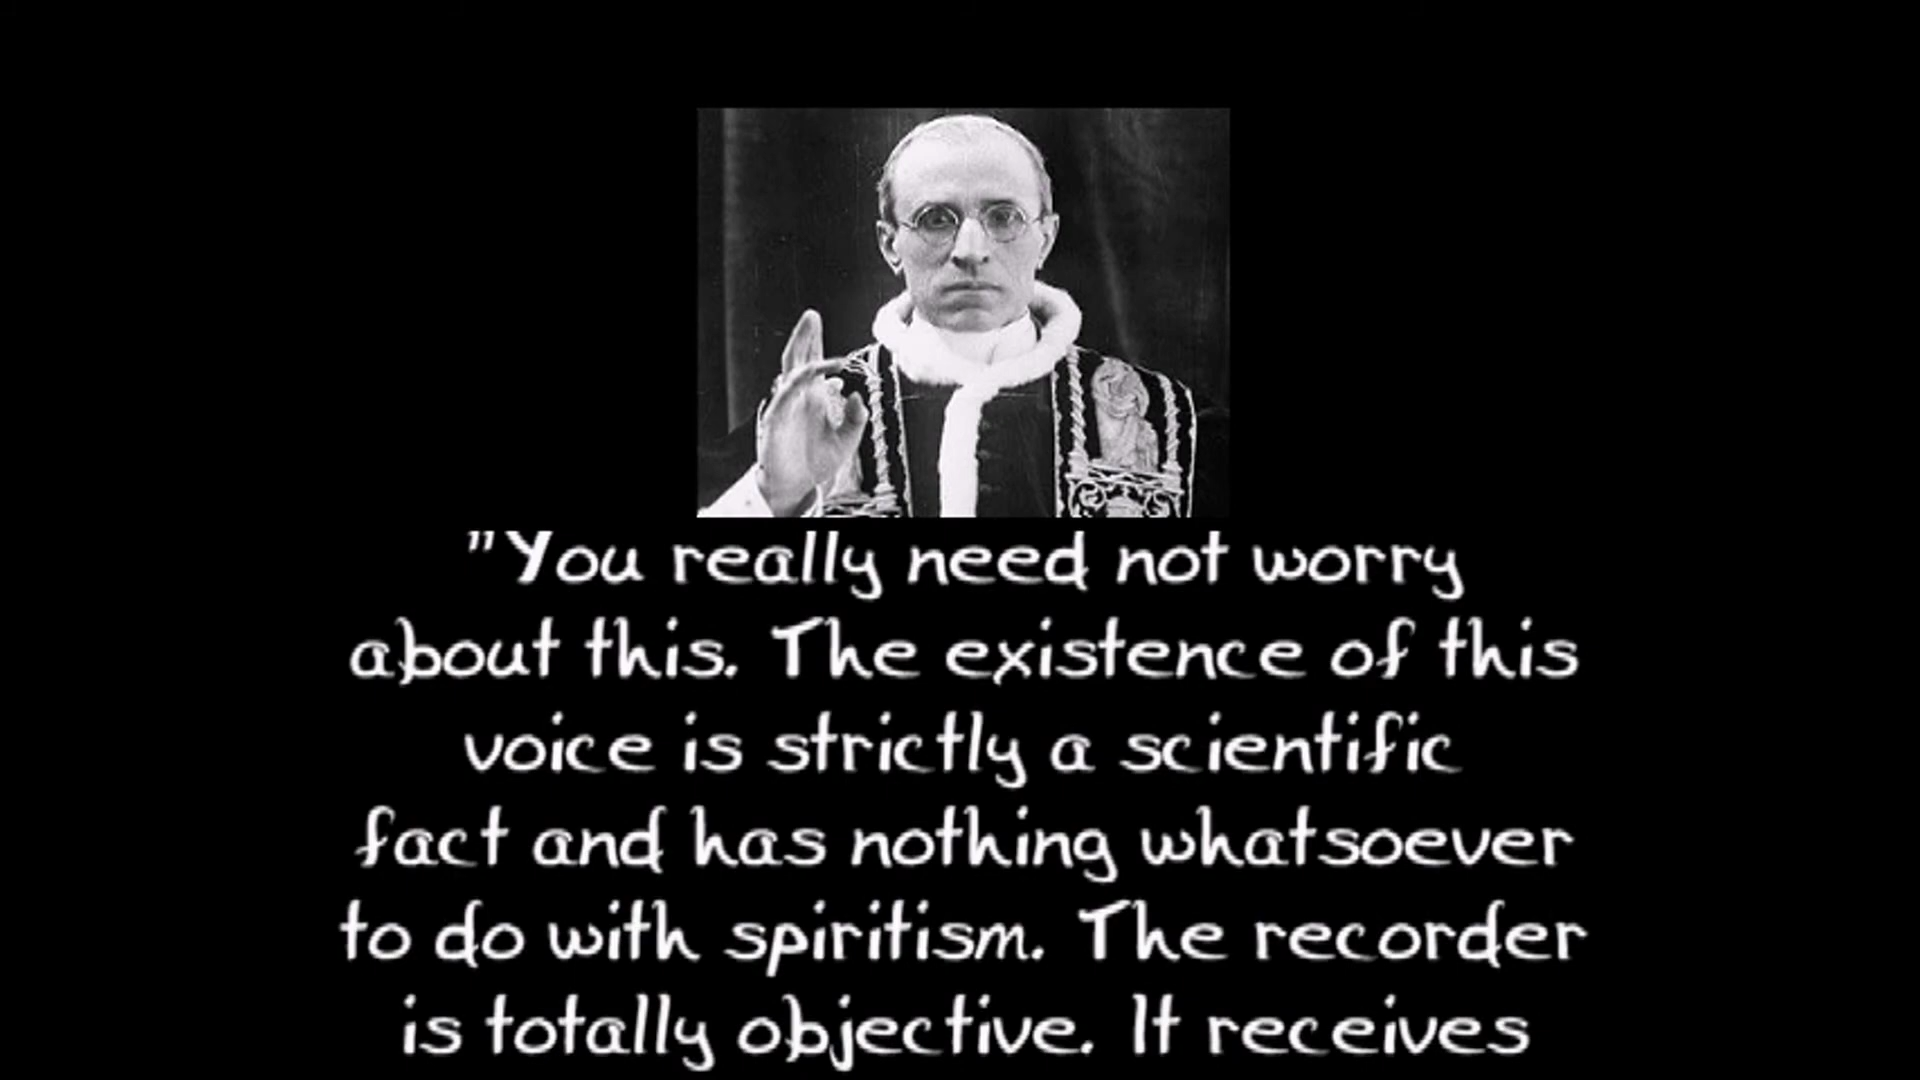 "You really need not worry
about this. The existence of this
voice is strictly a scientific
fact and has nothing whatsoever
to do with spiritism. The recorder
is totally objective. It receives